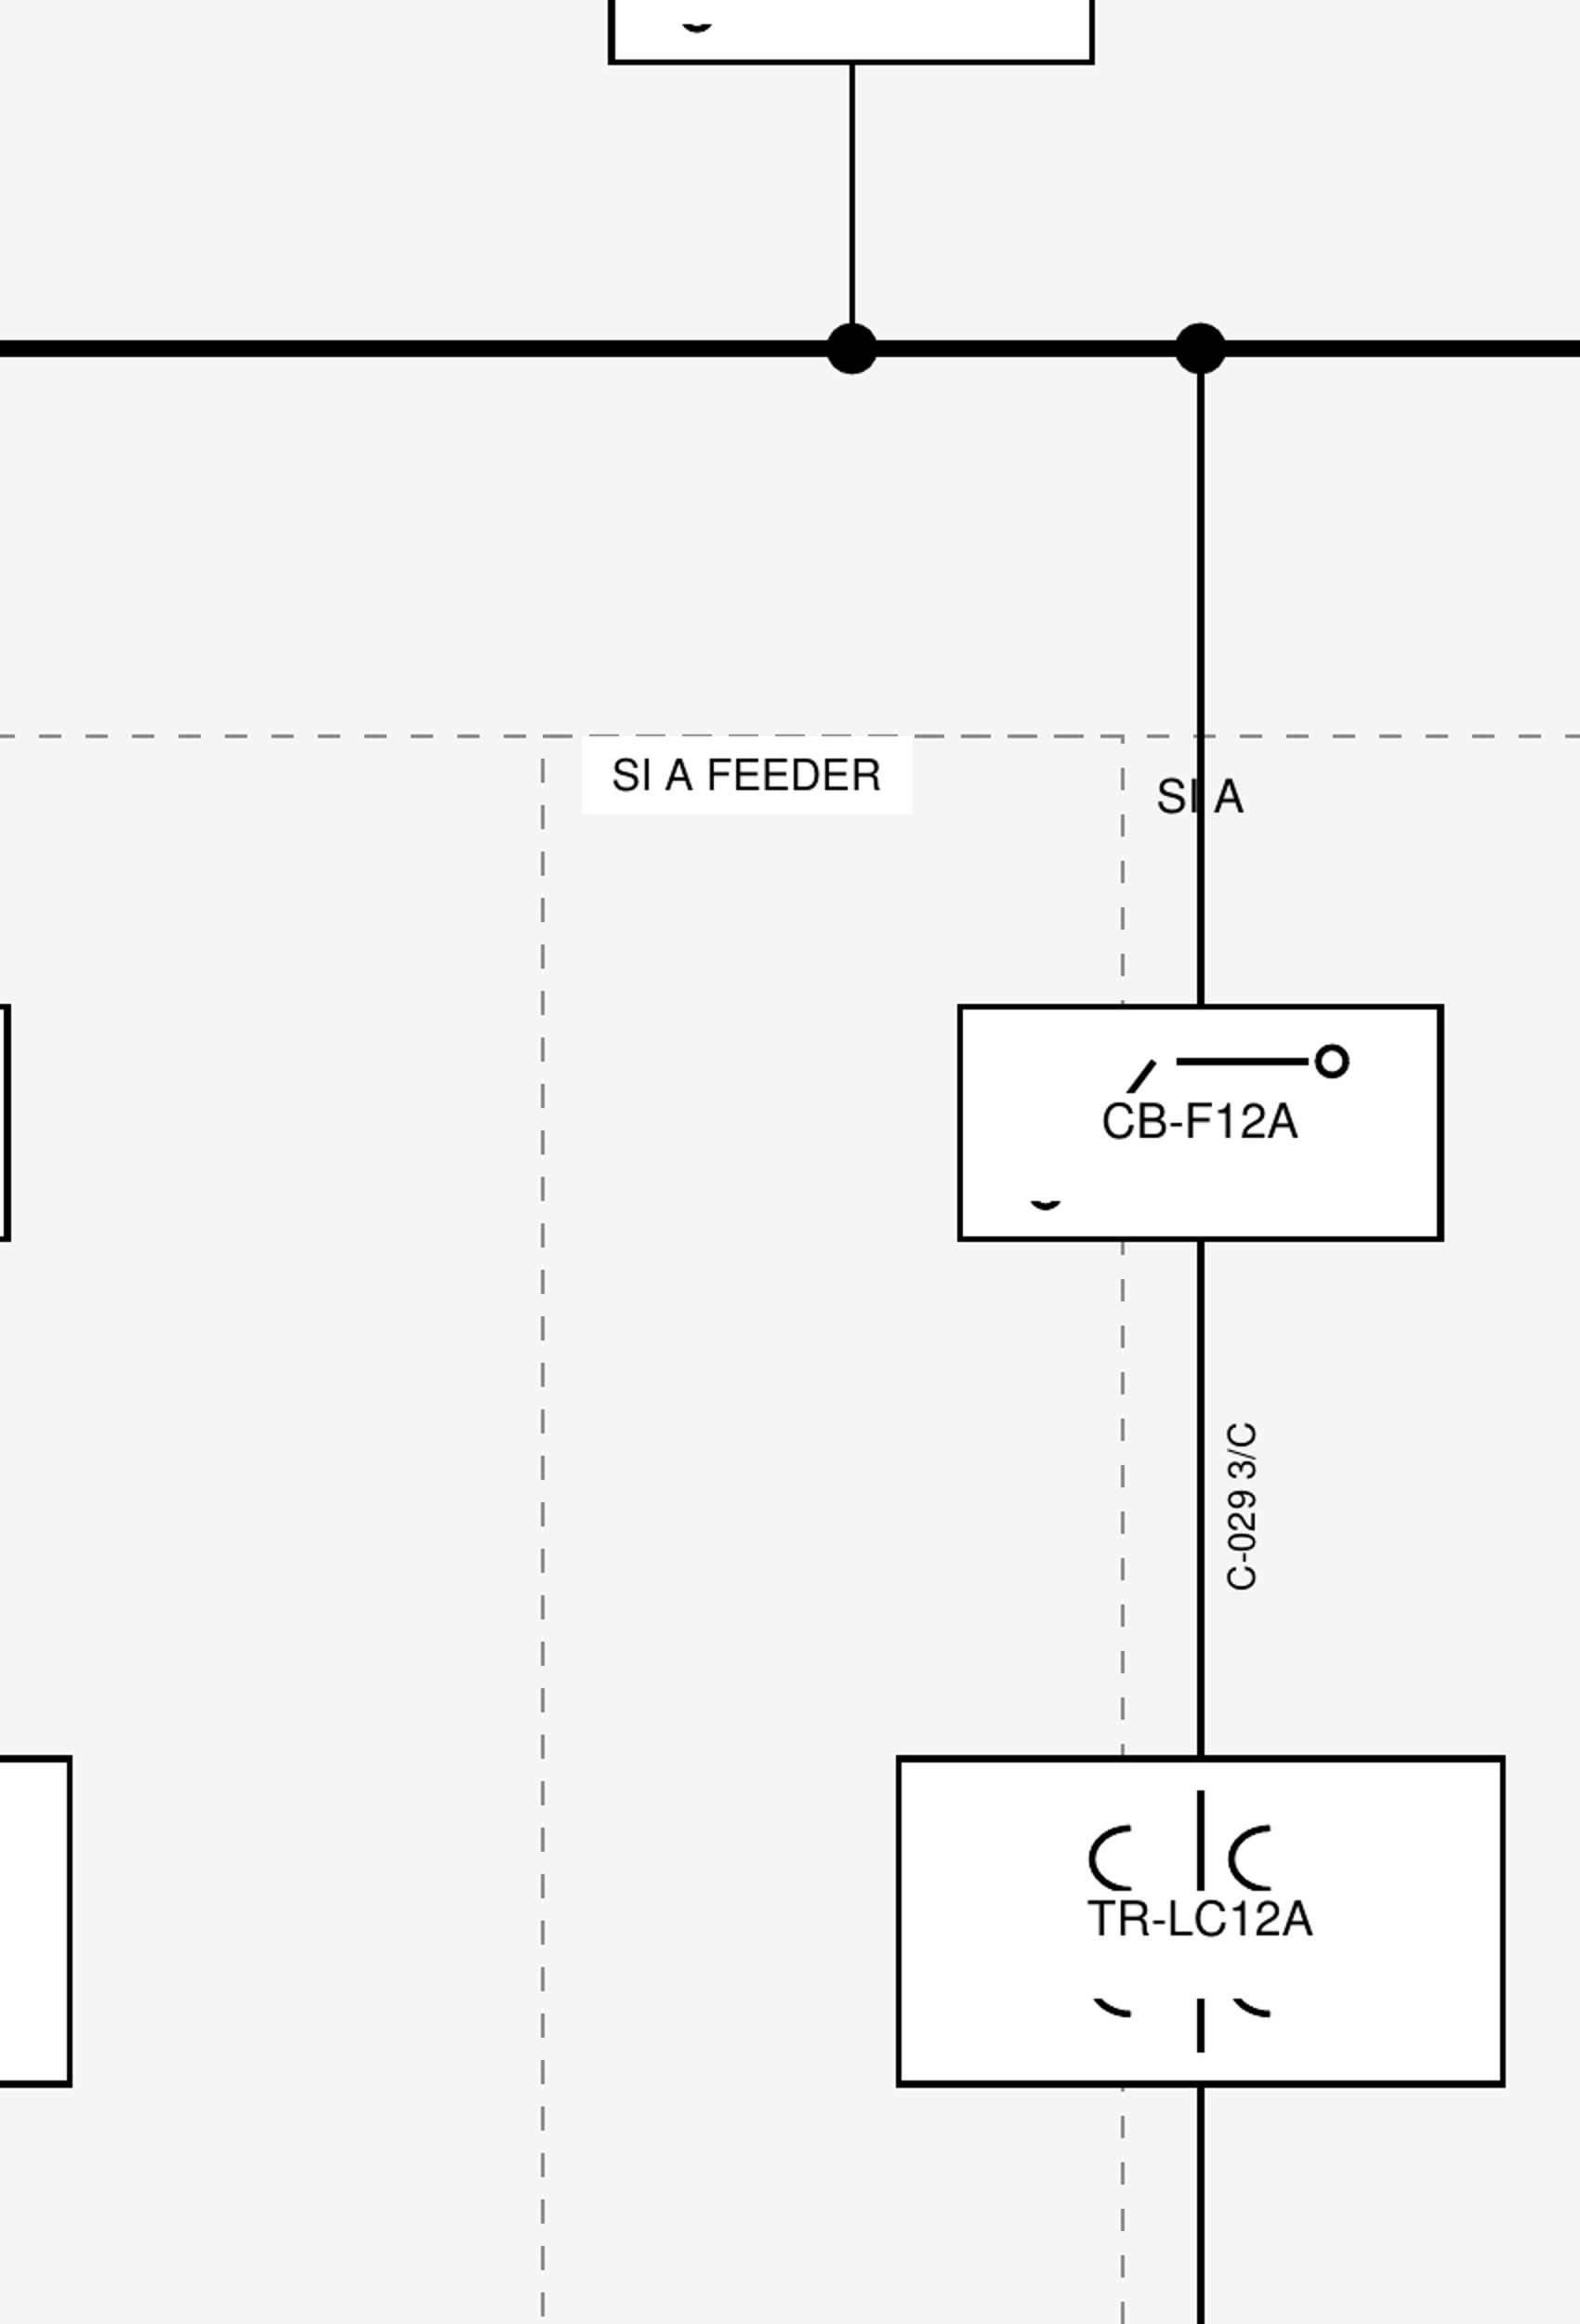 SI A FEEDER
SI A
CB-F12A
C-029 3/C
TR-LC12A